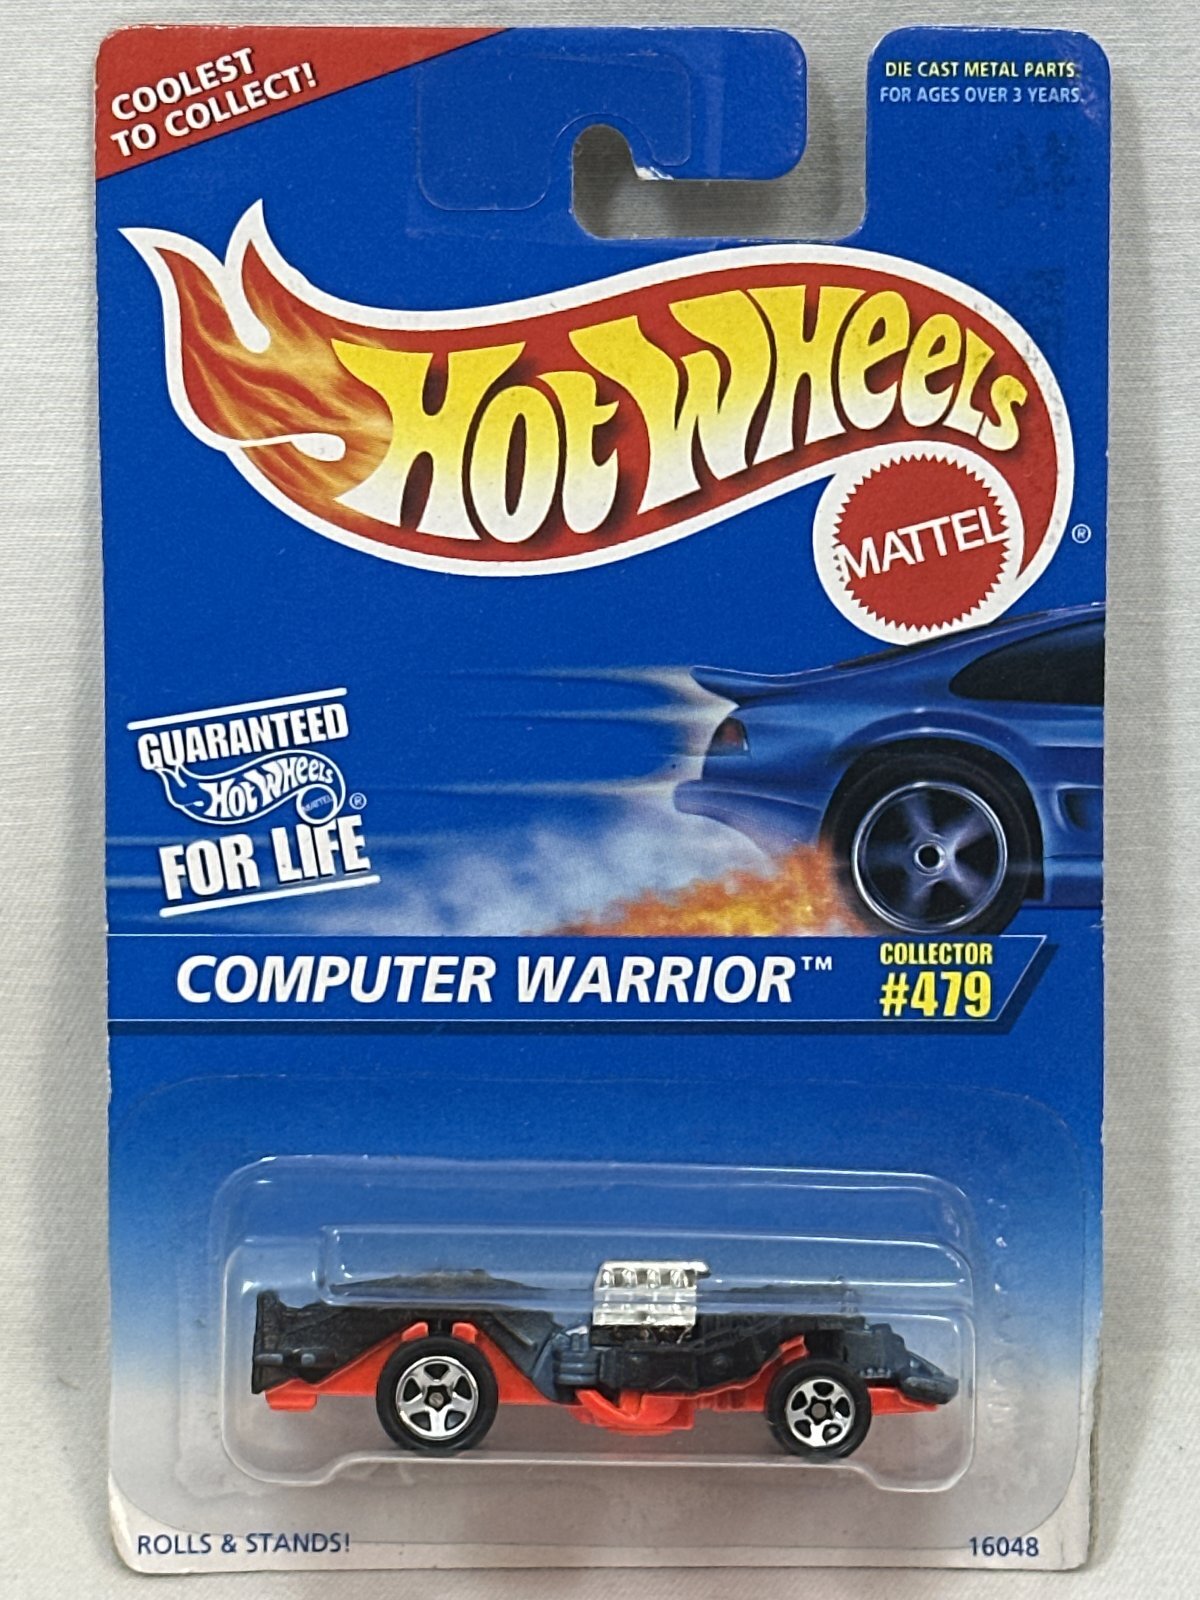 COOLEST
TO COLLECT!
DIE CAST METAL PARTS.
FOR AGES OVER 3 YEARS.
HOT WHEELS
MATTEL
®
GUARANTEED
HOT WHEELS
MATTEL ®
FOR LIFE
COMPUTER WARRIOR™
COLLECTOR
#479
ROLLS & STANDS!
16048